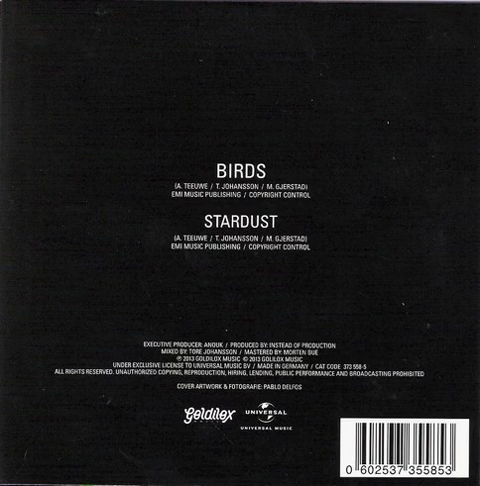 BIRDS
(A. TEEUWE / T. JOHANSSON / M. GJERSTAD)
EMI MUSIC PUBLISHING / COPYRIGHT CONTROL
STARDUST
(A. TEEUWE / T. JOHANSSON / M. GJERSTAD)
EMI MUSIC PUBLISHING / COPYRIGHT CONTROL
EXECUTIVE PRODUCER: ANOUK / PRODUCED BY: INSTEAD OF PRODUCTION
MIXED BY: TORE JOHANSSON / MASTERED BY: MORTEN BUE
℗ 2013 GOLDILOX MUSIC © 2013 GOLILOX MUSIC
UNDER EXCLUSIVE LICENSE TO UNIVERSAL MUSIC BV / MADE IN GERMANY / CAT CODE 373 558-5
ALL RIGHTS RESERVED. UNAUTHORIZED COPYING, REPRODUCTION, HIRING, LENDING, PUBLIC PERFORMANCE AND BROADCASTING PROHIBITED
COVER ARTWORK & FOTOGRAFIE: PABLO DELFOS
Goldilox
UNIVERSAL
UNIVERSAL MUSIC
0 602537 355853